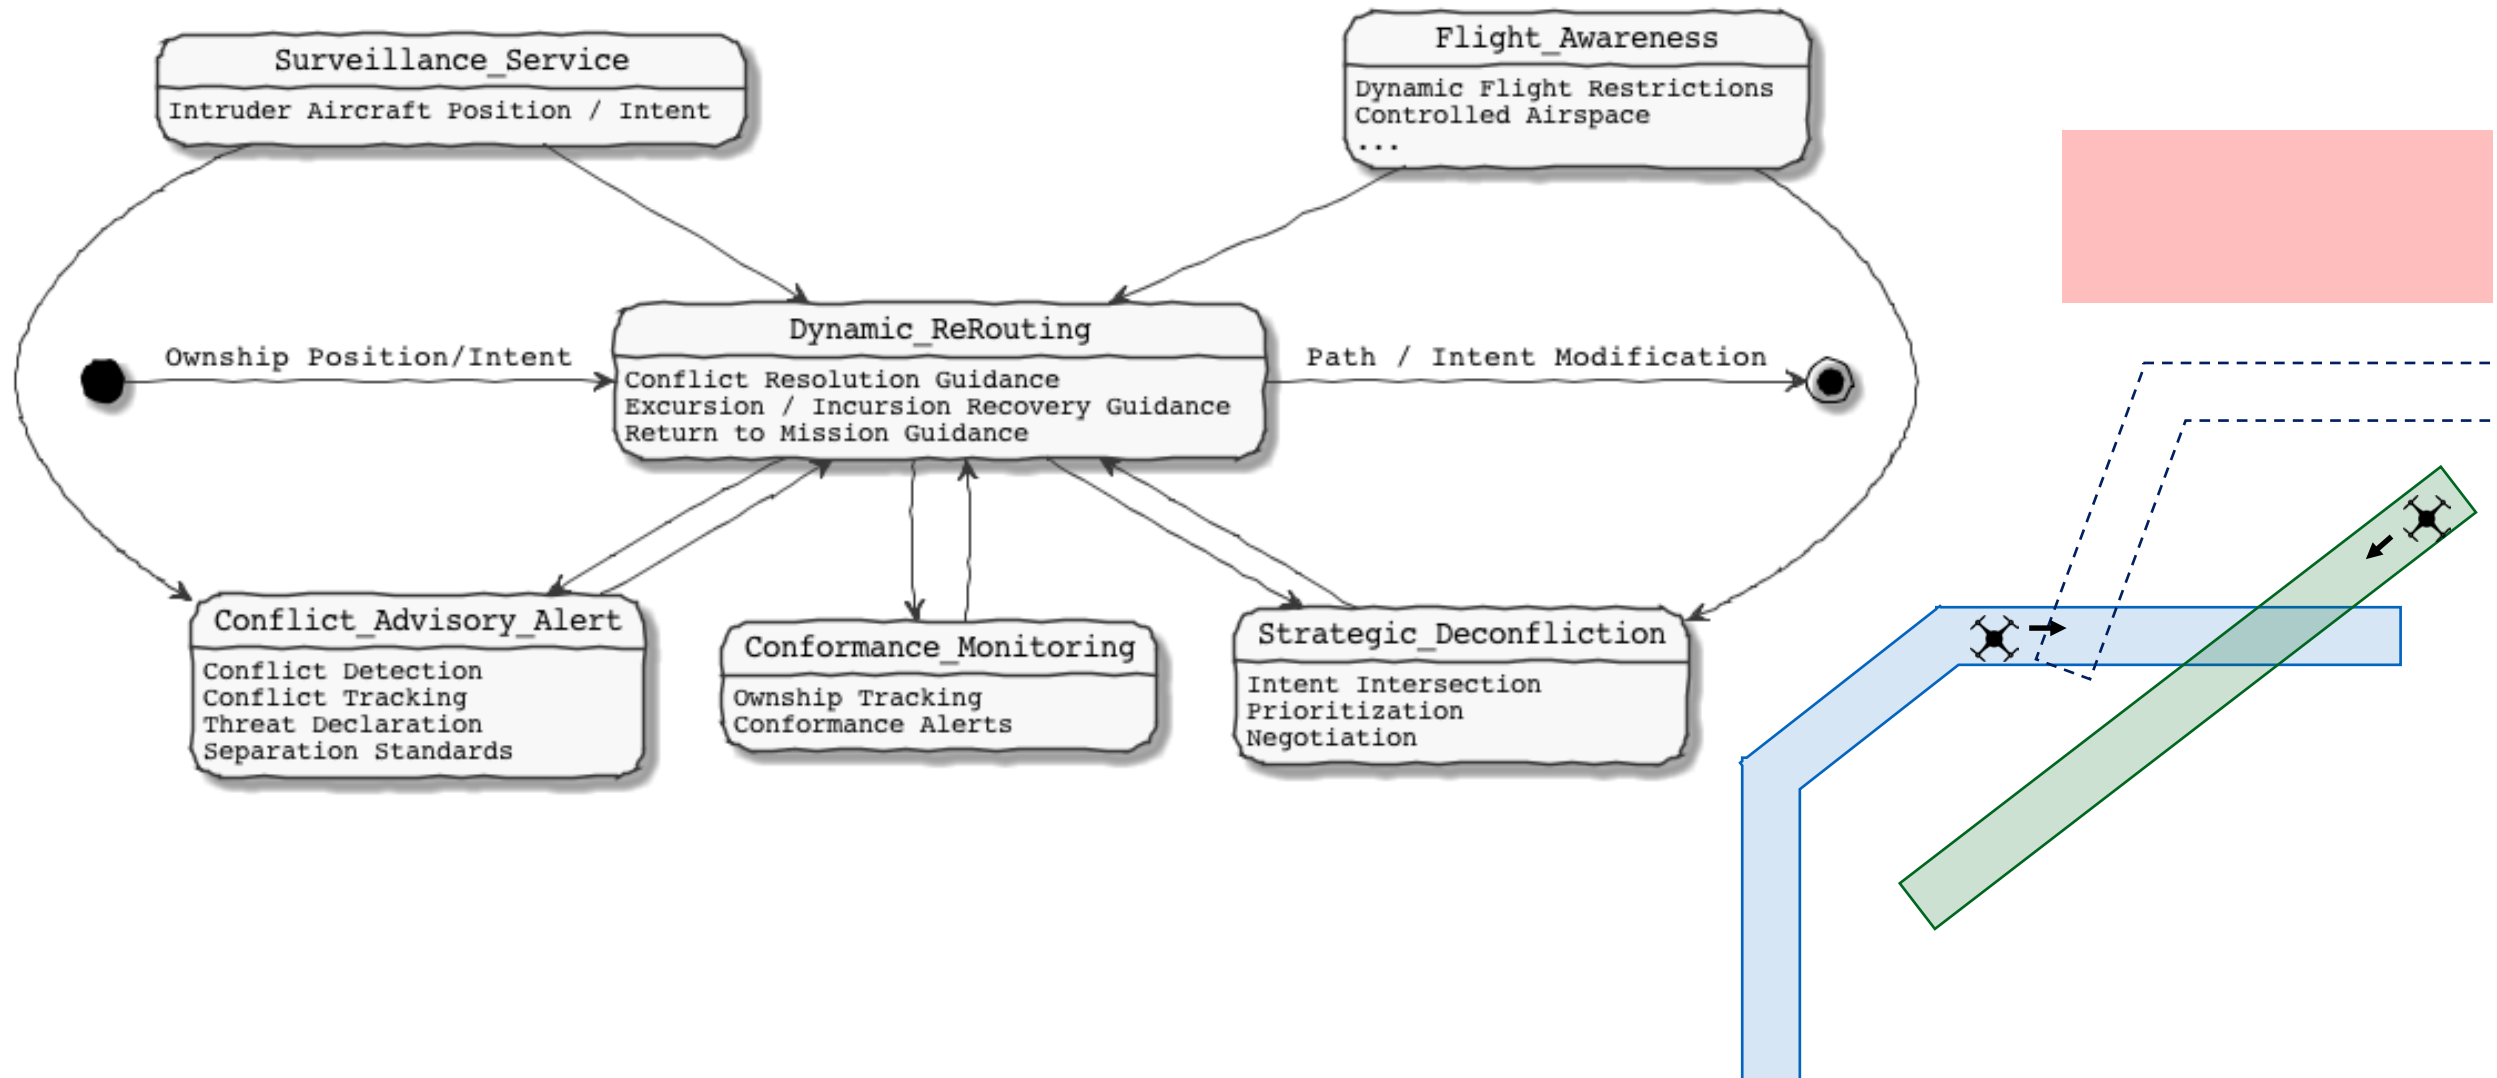 Surveillance_Service
Intruder Aircraft Position / Intent
Flight_Awareness
Dynamic Flight Restrictions
Controlled Airspace
...
Ownship Position/Intent
Dynamic_ReRouting
Conflict Resolution Guidance
Excursion / Incursion Recovery Guidance
Return to Mission Guidance
Path / Intent Modification
Conflict_Advisory_Alert
Conflict Detection
Conflict Tracking
Threat Declaration
Separation Standards
Conformance_Monitoring
Ownship Tracking
Conformance Alerts
Strategic_Deconfliction
Intent Intersection
Prioritization
Negotiation